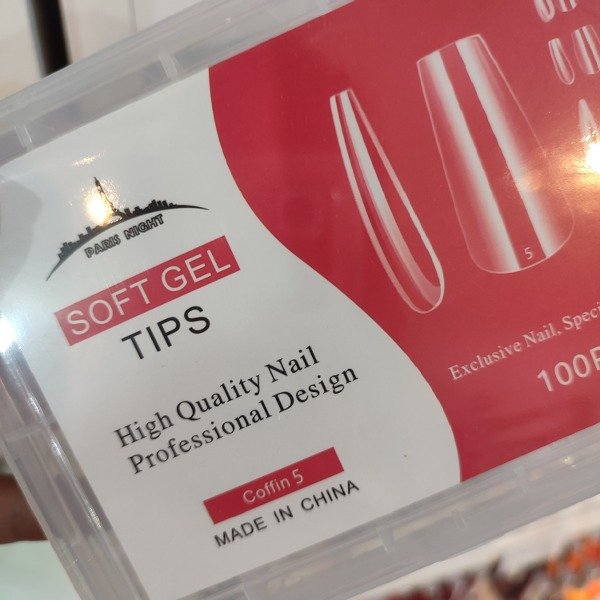 PARIS NIGHT
SOFT GEL
TIPS
High Quality Nail
Professional Design
Coffin 5
MADE IN CHINA
5
Exclusive Nail. Speci
100P